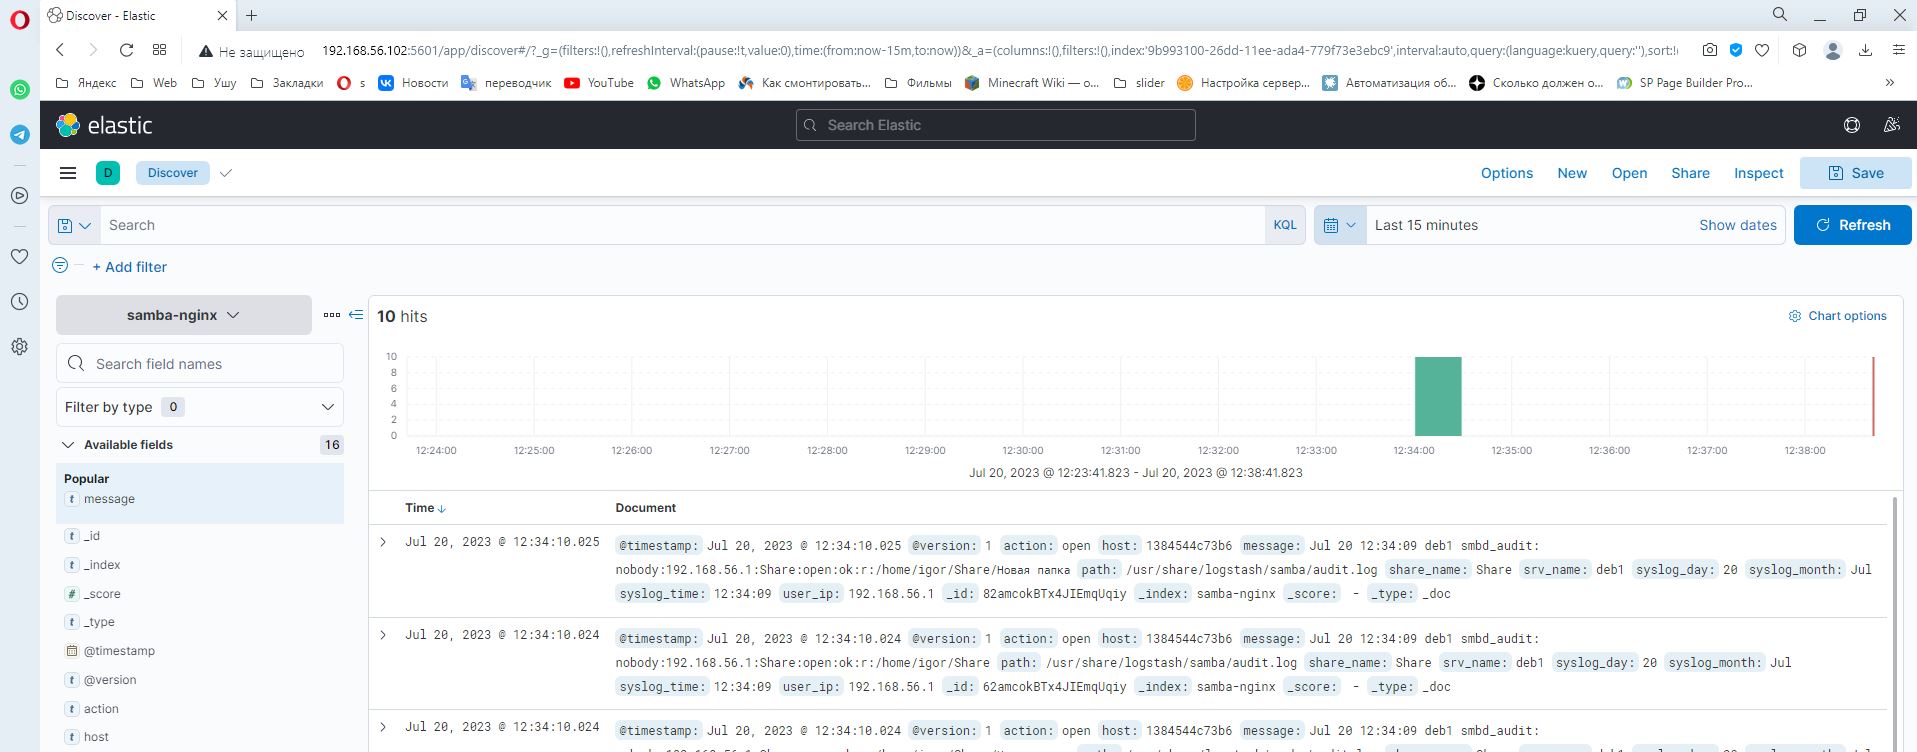 Discover - Elastic
Не защищено 192.168.56.102:5601/app/discover#/?_g=(filters:!(),refreshInterval:(pause:!t,value:0),time:(from:now-15m,to:now))&_a=(columns:!(),filters:!(),index:'9b993100-26dd-11ee-ada4-779f73e3ebc9',interval:auto,query:(language:kuery,query:''),sort:!(
Яндекс Web Ушу Закладки s Новости переводчик YouTube WhatsApp Как смонтировать... Фильмы Minecraft Wiki — о... slider Настройка сервер... Автоматизация об... Сколько должен о... SP Page Builder Pro... »
elastic Search Elastic
D Discover Options New Open Share Inspect Save
Search KQL Last 15 minutes Show dates Refresh
+ Add filter
samba-nginx
10 hits Chart options
Search field names
Filter by type 0
Available fields 16
Popular
message
_id
_index
_score
_type
@timestamp
@version
action
host
10
8
6
4
2
0
12:24:00 12:25:00 12:26:00 12:27:00 12:28:00 12:29:00 12:30:00 12:31:00 12:32:00 12:33:00 12:34:00 12:35:00 12:36:00 12:37:00 12:38:00
Jul 20, 2023 @ 12:23:41.823 - Jul 20, 2023 @ 12:38:41.823
Time Document
Jul 20, 2023 @ 12:34:10.025 @timestamp: Jul 20, 2023 @ 12:34:10.025 @version: 1 action: open host: 1384544c73b6 message: Jul 20 12:34:09 deb1 smbd_audit:
nobody:192.168.56.1:Share:open:ok:r:/home/igor/Share/Новая папка path: /usr/share/logstash/samba/audit.log share_name: Share srv_name: deb1 syslog_day: 20 syslog_month: Jul
syslog_time: 12:34:09 user_ip: 192.168.56.1 _id: 82amcokBTx4JIEmqUqiy _index: samba-nginx _score: - _type: _doc
Jul 20, 2023 @ 12:34:10.024 @timestamp: Jul 20, 2023 @ 12:34:10.024 @version: 1 action: open host: 1384544c73b6 message: Jul 20 12:34:09 deb1 smbd_audit:
nobody:192.168.56.1:Share:open:ok:r:/home/igor/Share path: /usr/share/logstash/samba/audit.log share_name: Share srv_name: deb1 syslog_day: 20 syslog_month: Jul
syslog_time: 12:34:09 user_ip: 192.168.56.1 _id: 62amcokBTx4JIEmqUqiy _index: samba-nginx _score: - _type: _doc
Jul 20, 2023 @ 12:34:10.024 @timestamp: Jul 20, 2023 @ 12:34:10.024 @version: 1 action: open host: 1384544c73b6 message: Jul 20 12:34:09 deb1 smbd_audit: